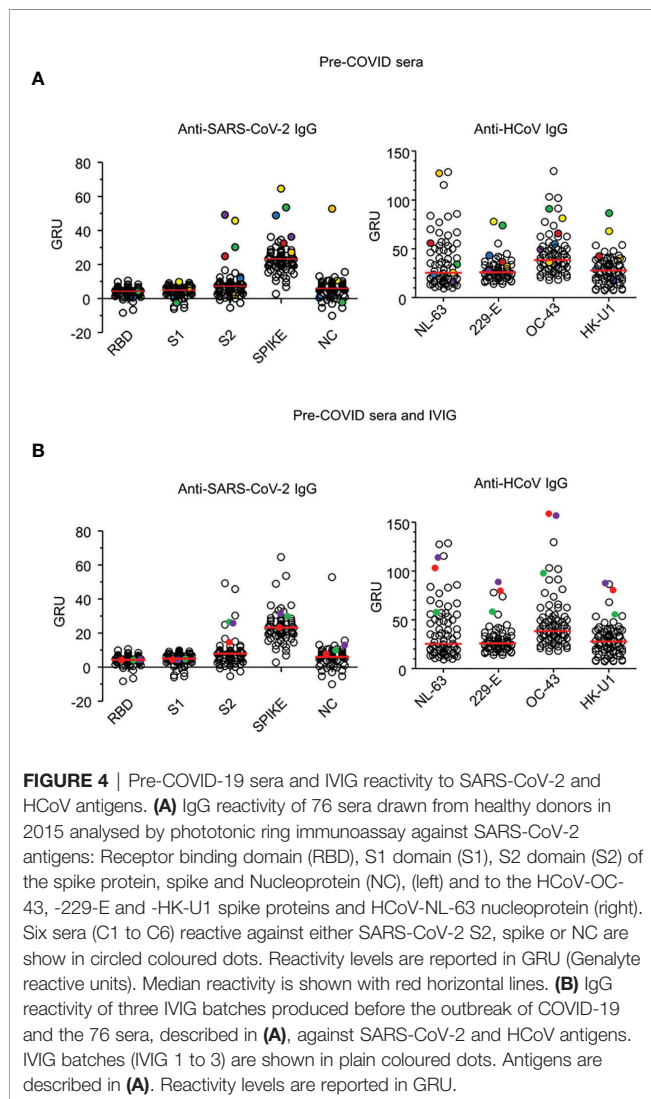 Pre-COVID sera
A
Anti-SARS-CoV-2 IgG
Anti-HCoV IgG
GRU
80
60
40
20
0
-20
RBD
S1
S2
SPIKE
NC
GRU
150
100
50
0
NL-63
229-E
OC-43
HK-U1
Pre-COVID sera and IVIG
B
Anti-SARS-CoV-2 IgG
Anti-HCoV IgG
GRU
80
60
40
20
0
-20
RBD
S1
S2
SPIKE
NC
GRU
150
100
50
0
NL-63
229-E
OC-43
HK-U1
FIGURE 4 | Pre-COVID-19 sera and IVIG reactivity to SARS-CoV-2 and
HCoV antigens. (A) IgG reactivity of 76 sera drawn from healthy donors in
2015 analysed by phototonic ring immunoassay against SARS-CoV-2
antigens: Receptor binding domain (RBD), S1 domain (S1), S2 domain (S2) of
the spike protein, spike and Nucleoprotein (NC), (left) and to the HCoV-OC-
43, -229-E and -HK-U1 spike proteins and HCoV-NL-63 nucleoprotein (right).
Six sera (C1 to C6) reactive against either SARS-CoV-2 S2, spike or NC are
show in circled coloured dots. Reactivity levels are reported in GRU (Genalyte
reactive units). Median reactivity is shown with red horizontal lines. (B) IgG
reactivity of three IVIG batches produced before the outbreak of COVID-19
and the 76 sera, described in (A), against SARS-CoV-2 and HCoV antigens.
IVIG batches (IVIG 1 to 3) are shown in plain coloured dots. Antigens are
described in (A). Reactivity levels are reported in GRU.